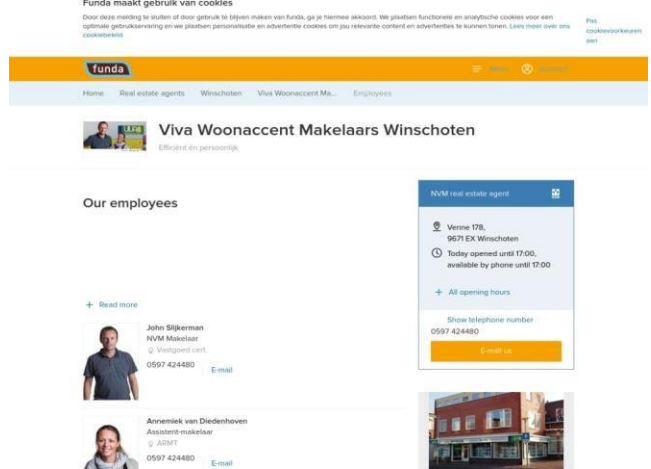 Funda maakt gebruik van cookies
Door deze melding te sluiten of door gebruik te blijven maken van funda, ga je hiermee akkoord. We plaatsen functionele en analytische cookies voor een
optimale gebruikservaring en we plaatsen personalisatie en advertentie cookies om jou relevante content en advertenties te kunnen tonen. Lees meer over ons
cookiebeleid.
Pas
cookievoorkeuren
aan
funda
Home Real estate agents Winschoten Viva Woonaccent Ma... Employees
Viva Woonaccent Makelaars Winschoten
Efficiënt én persoonlijk
Our employees
+ Read more
John Slijkerman
NVM Makelaar
Vastgoed cert.
0597 424480 E-mail
Annemiek van Diedenhoven
Assistent-makelaar
ARMT
0597 424480 E-mail
NVM real estate agent
Venne 178,
9671 EX Winschoten
Today opened until 17:00,
available by phone until 17:00
+ All opening hours
Show telephone number
0597 424480
E-mail us